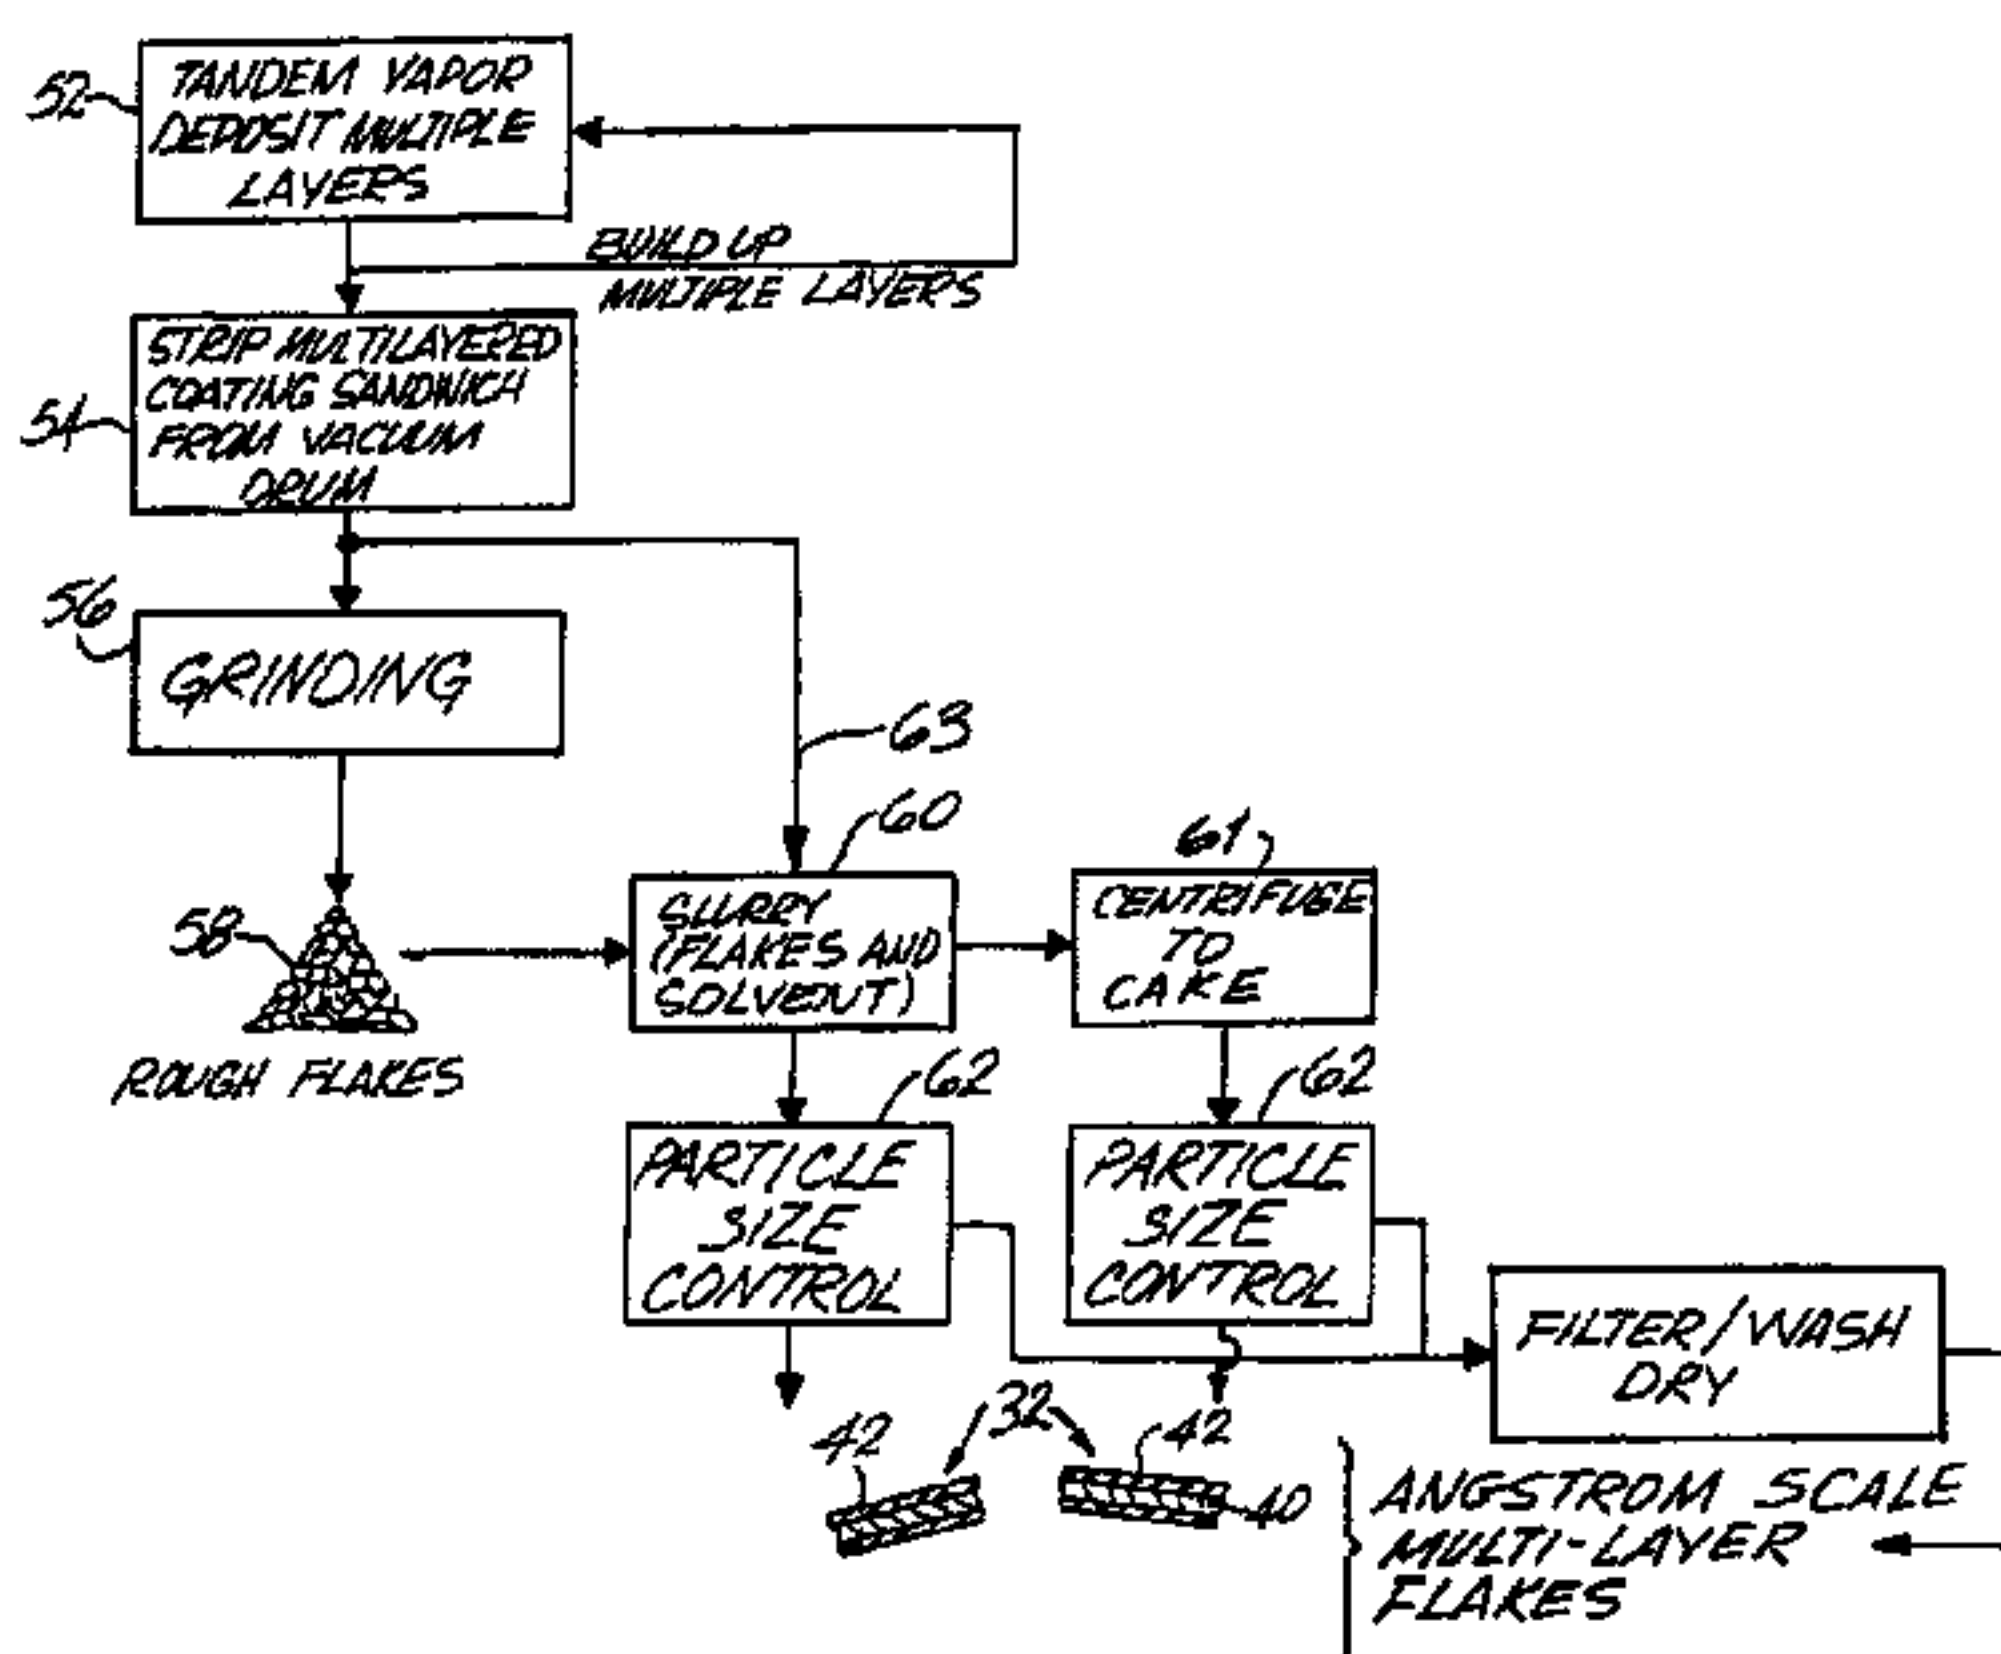 52
TANDEM VAPOR
DEPOSIT MULTIPLE
LAYERS
BUILD UP
MULTIPLE LAYERS
54
STRIP MULTILAYERED
COATING SANDWICH
FROM VACUUM
DRUM
56
GRINDING
63
58
ROUGH FLAKES
60
SLURRY
(FLAKES AND
SOLVENT)
61
CENTRIFUGE
TO
CAKE
62
PARTICLE
SIZE
CONTROL
62
PARTICLE
SIZE
CONTROL
FILTER/WASH
DRY
32
42
42
40
ANGSTROM SCALE
MULTI-LAYER
FLAKES